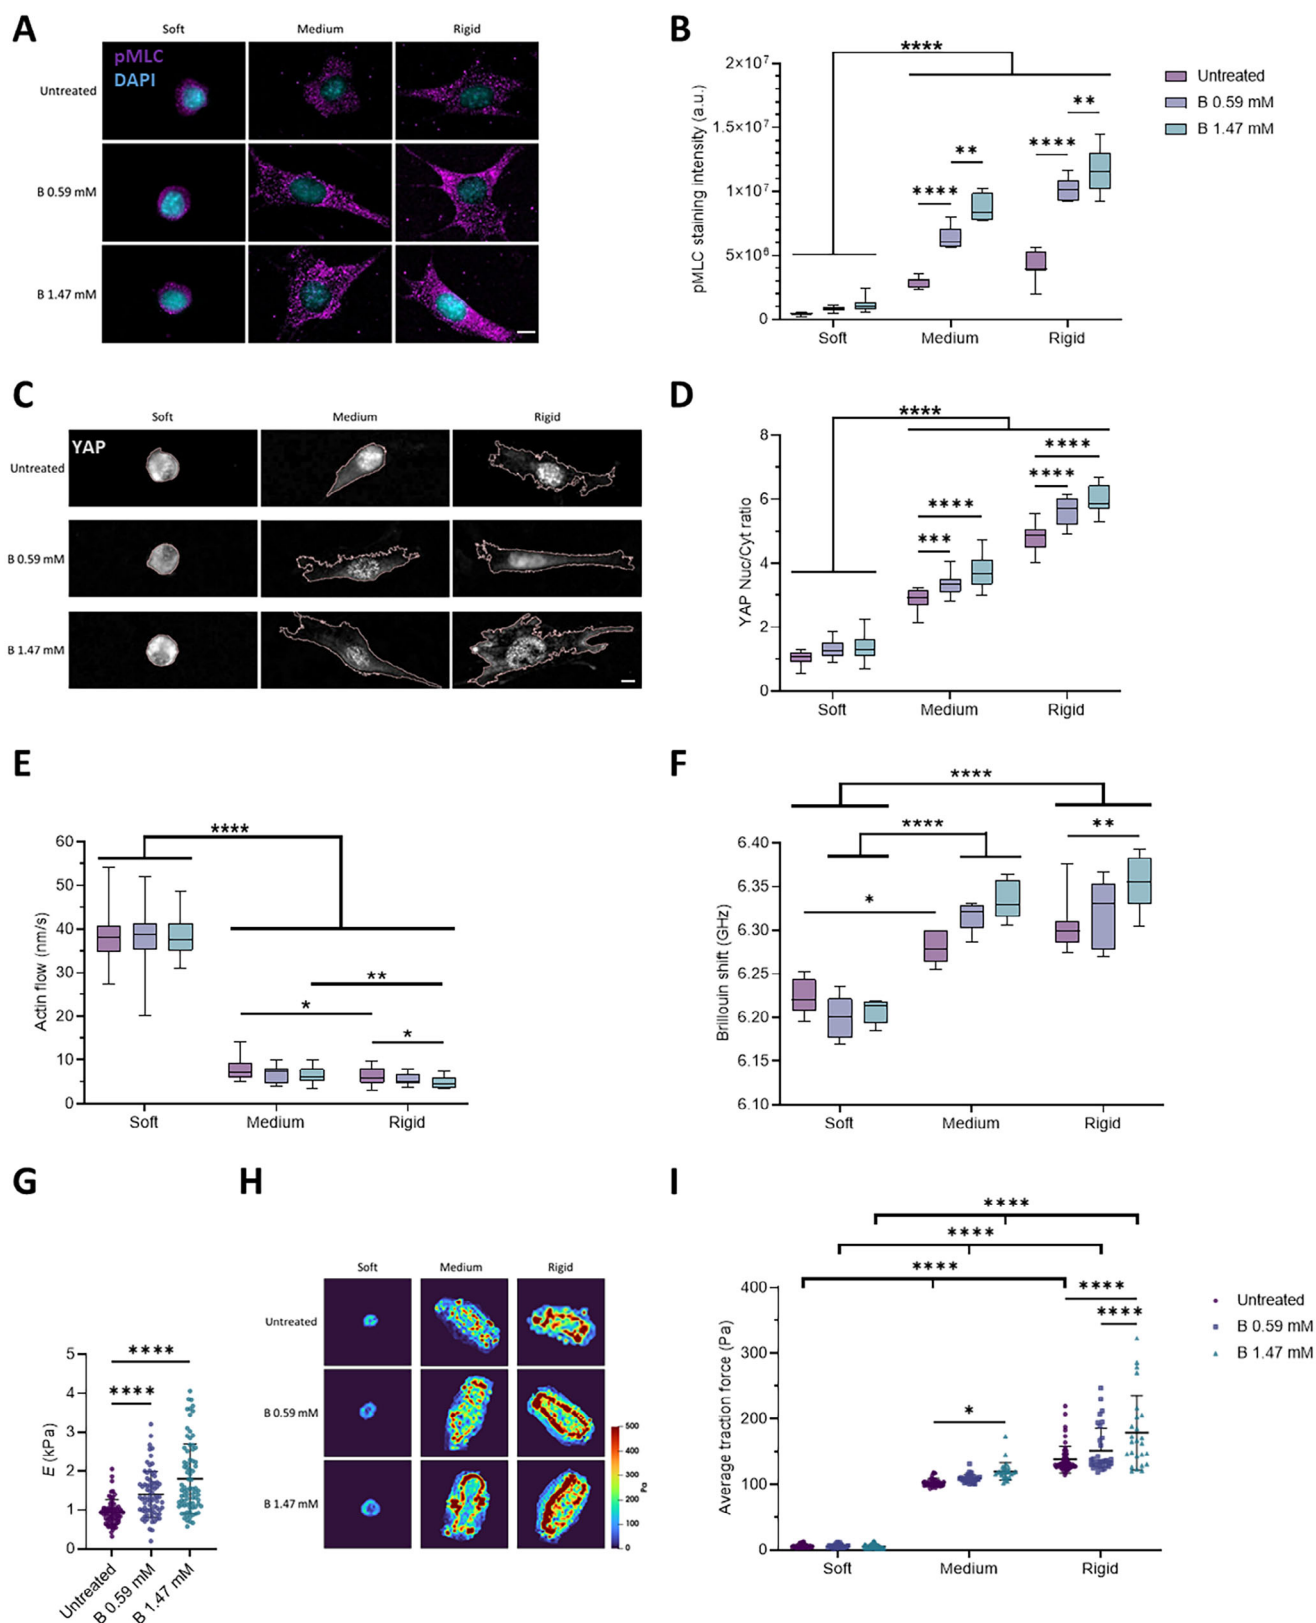 A
Soft Medium Rigid
pMLC
DAPI
Untreated
B 0.59 mM
B 1.47 mM
B
****
2×10⁷
1.5×10⁷
1×10⁷
5×10⁶
0
pMLC staining intensity (a.u.)
**** **
**** **
Soft Medium Rigid
Untreated
B 0.59 mM
B 1.47 mM
C
Soft Medium Rigid
YAP
Untreated
B 0.59 mM
B 1.47 mM
D
****
8
6
4
2
0
YAP Nuc/Cyt ratio
****
***
****
****
Soft Medium Rigid
E
****
60
50
40
30
20
10
0
Actin flow (nm/s)
**
*
*
Soft Medium Rigid
F
****
****
**
*
6.40
6.35
6.30
6.25
6.20
6.15
6.10
Brillouin shift (GHz)
Soft Medium Rigid
G
****
****
5
4
3
2
1
0
E (kPa)
Untreated
B 0.59 mM
B 1.47 mM
H
Soft Medium Rigid
Untreated
B 0.59 mM
B 1.47 mM
500
400
300
200
100
0
Pa
I
****
****
****
****
****
*
400
300
200
100
0
Average traction force (Pa)
Soft Medium Rigid
Untreated
B 0.59 mM
B 1.47 mM